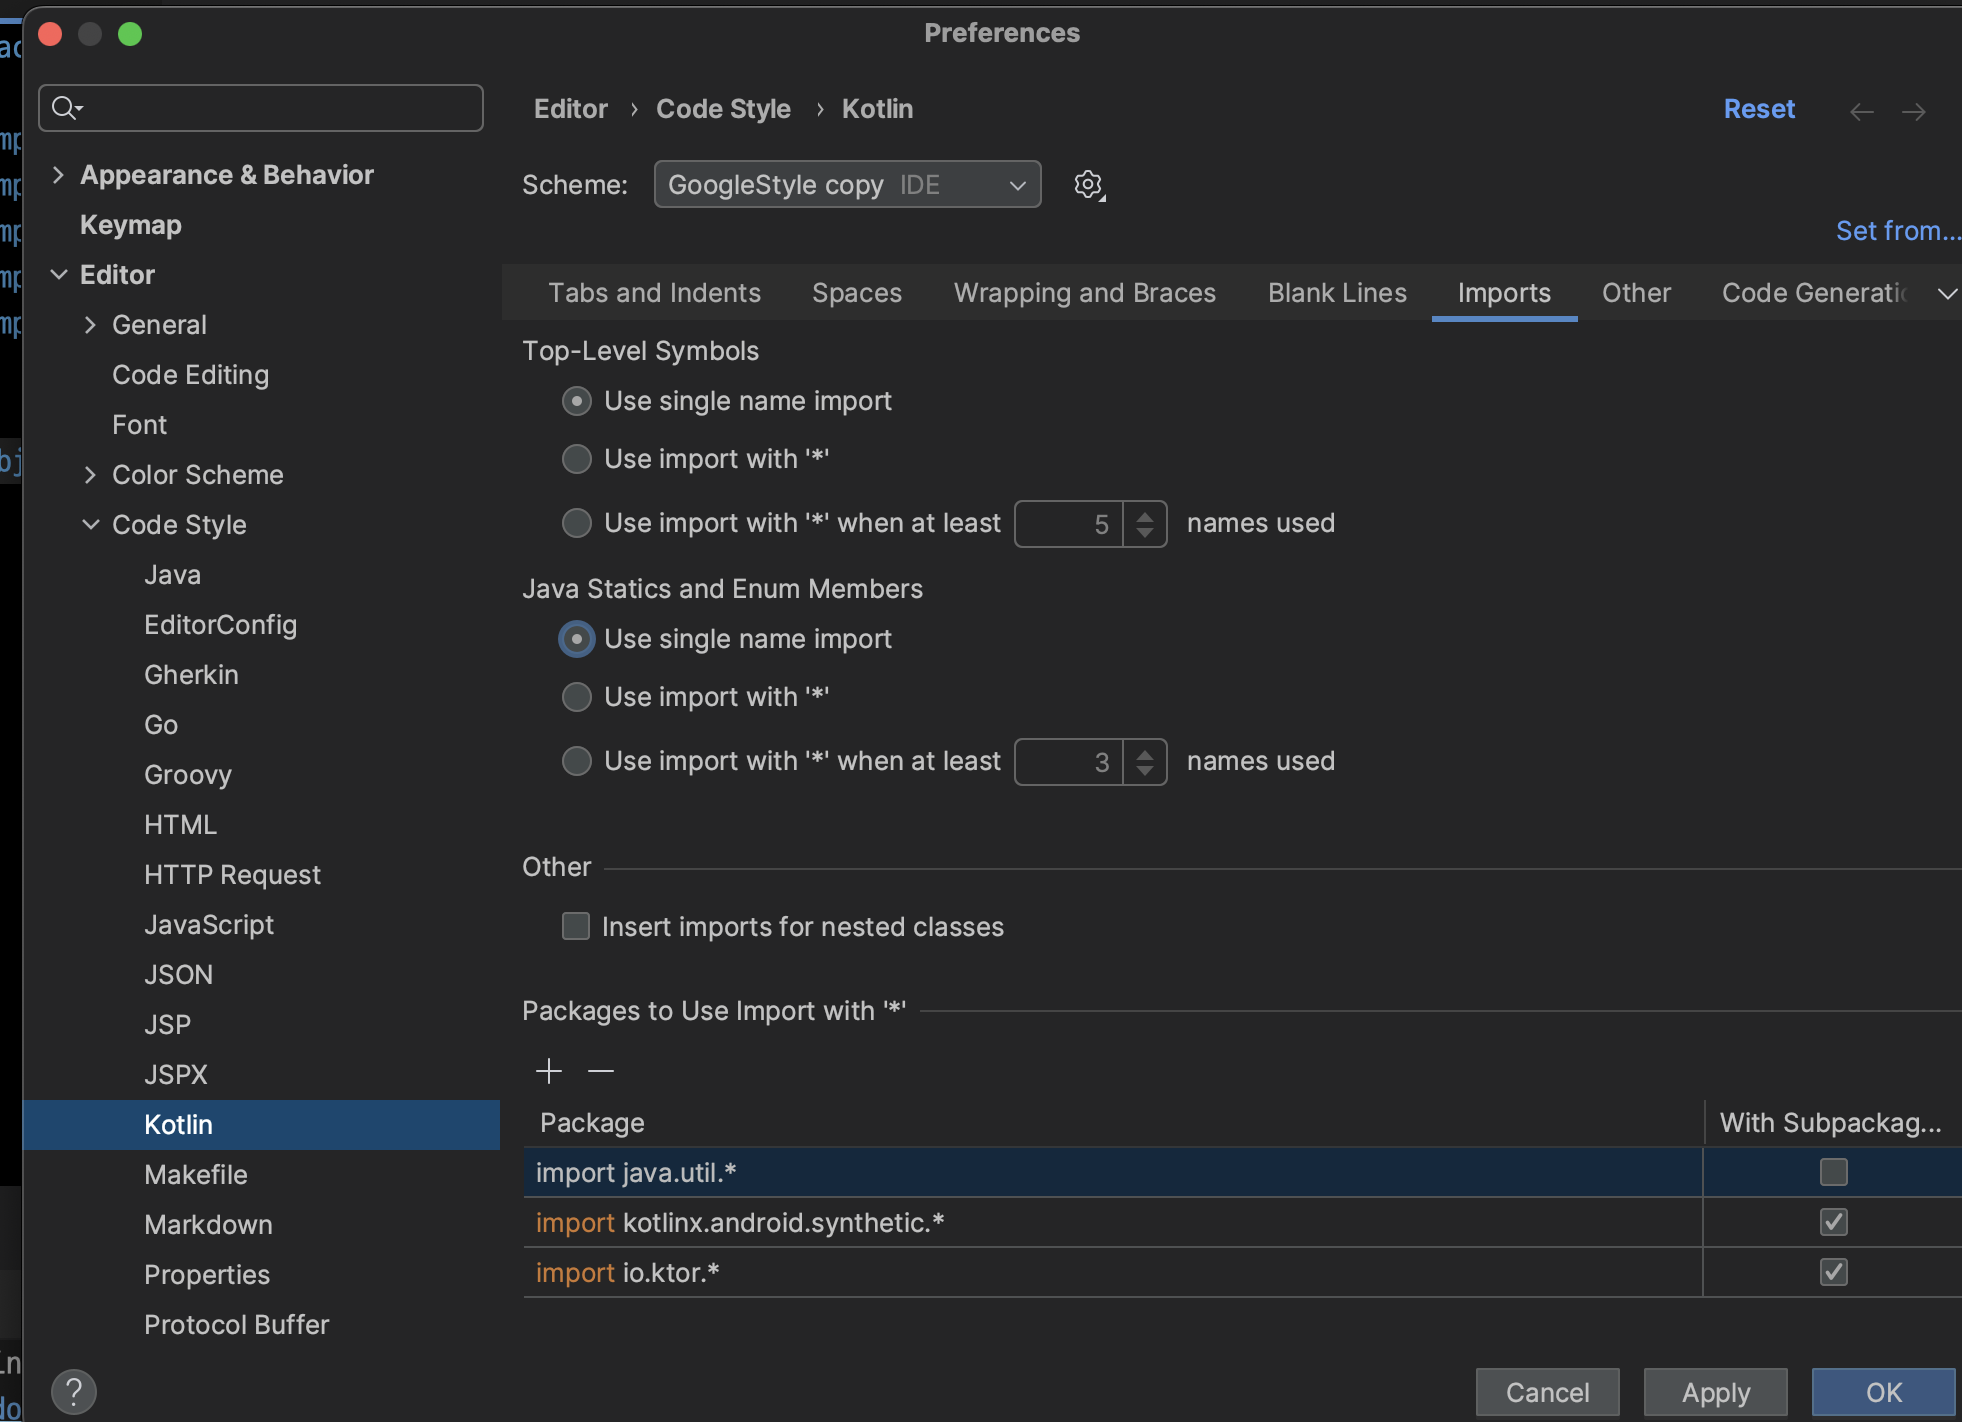 Preferences
Editor › Code Style › Kotlin
Reset
Scheme: GoogleStyle copy IDE
Set from...
Appearance & Behavior
Keymap
Editor
General
Code Editing
Font
Color Scheme
Code Style
Java
EditorConfig
Gherkin
Go
Groovy
HTML
HTTP Request
JavaScript
JSON
JSP
JSPX
Kotlin
Makefile
Markdown
Properties
Protocol Buffer
Tabs and Indents Spaces Wrapping and Braces Blank Lines Imports Other Code Generati
Top-Level Symbols
Use single name import
Use import with '*'
Use import with '*' when at least 5 names used
Java Statics and Enum Members
Use single name import
Use import with '*'
Use import with '*' when at least 3 names used
Other
Insert imports for nested classes
Packages to Use Import with '*'
Package With Subpackag...
import java.util.*
import kotlinx.android.synthetic.*
import io.ktor.*
?
Cancel Apply OK